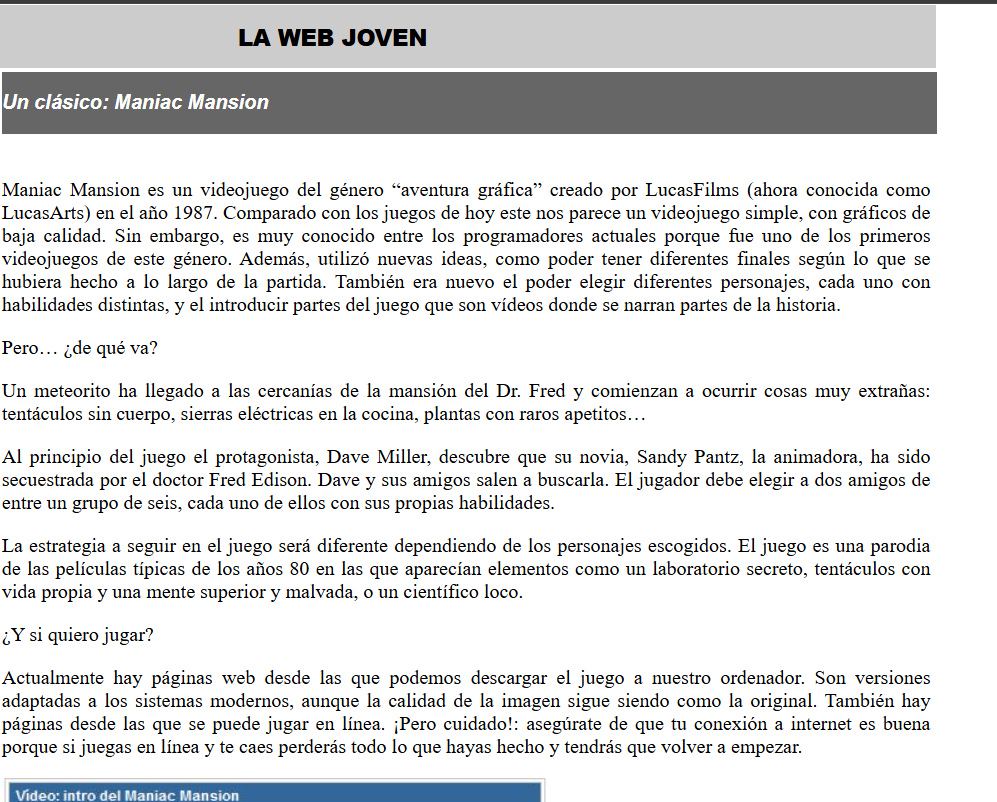 LA WEB JOVEN
Un clásico: Maniac Mansion
Maniac Mansion es un videojuego del género “aventura gráfica” creado por LucasFilms (ahora conocida como
LucasArts) en el año 1987. Comparado con los juegos de hoy este nos parece un videojuego simple, con gráficos de
baja calidad. Sin embargo, es muy conocido entre los programadores actuales porque fue uno de los primeros
videojuegos de este género. Además, utilizó nuevas ideas, como poder tener diferentes finales según lo que se
hubiera hecho a lo largo de la partida. También era nuevo el poder elegir diferentes personajes, cada uno con
habilidades distintas, y el introducir partes del juego que son vídeos donde se narran partes de la historia.
Pero… ¿de qué va?
Un meteorito ha llegado a las cercanías de la mansión del Dr. Fred y comienzan a ocurrir cosas muy extrañas:
tentáculos sin cuerpo, sierras eléctricas en la cocina, plantas con raros apetitos…
Al principio del juego el protagonista, Dave Miller, descubre que su novia, Sandy Pantz, la animadora, ha sido
secuestrada por el doctor Fred Edison. Dave y sus amigos salen a buscarla. El jugador debe elegir a dos amigos de
entre un grupo de seis, cada uno de ellos con sus propias habilidades.
La estrategia a seguir en el juego será diferente dependiendo de los personajes escogidos. El juego es una parodia
de las películas típicas de los años 80 en las que aparecían elementos como un laboratorio secreto, tentáculos con
vida propia y una mente superior y malvada, o un científico loco.
¿Y si quiero jugar?
Actualmente hay páginas web desde las que podemos descargar el juego a nuestro ordenador. Son versiones
adaptadas a los sistemas modernos, aunque la calidad de la imagen sigue siendo como la original. También hay
páginas desde las que se puede jugar en línea. ¡Pero cuidado!: asegúrate de que tu conexión a internet es buena
porque si juegas en línea y te caes perderás todo lo que hayas hecho y tendrás que volver a empezar.
Vídeo: intro del Maniac Mansion